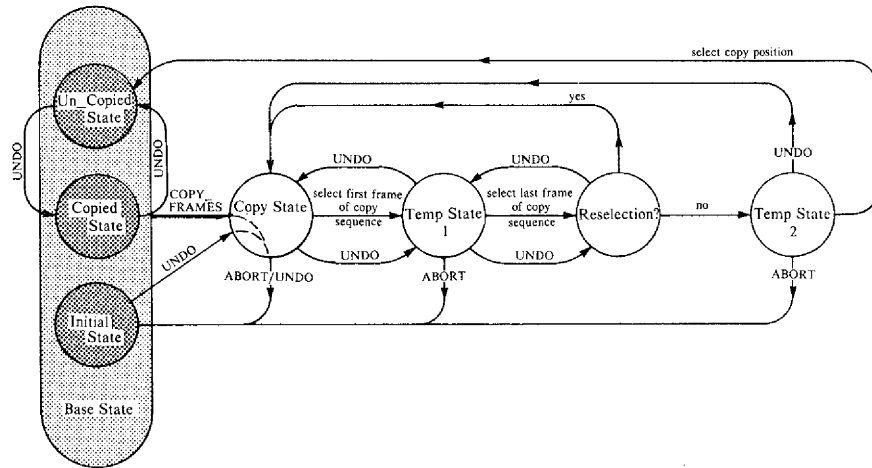 select copy position
yes
Un_Copied
State
UNDO
UNDO
UNDO
UNDO
UNDO
COPY_
FRAMES
Copied
State
Copy State
select first frame
of copy
sequence
Temp State
1
select last frame
of copy
sequence
Reselection?
no
Temp State
2
UNDO
UNDO
UNDO
ABORT/UNDO
ABORT
ABORT
Initial
State
Base State